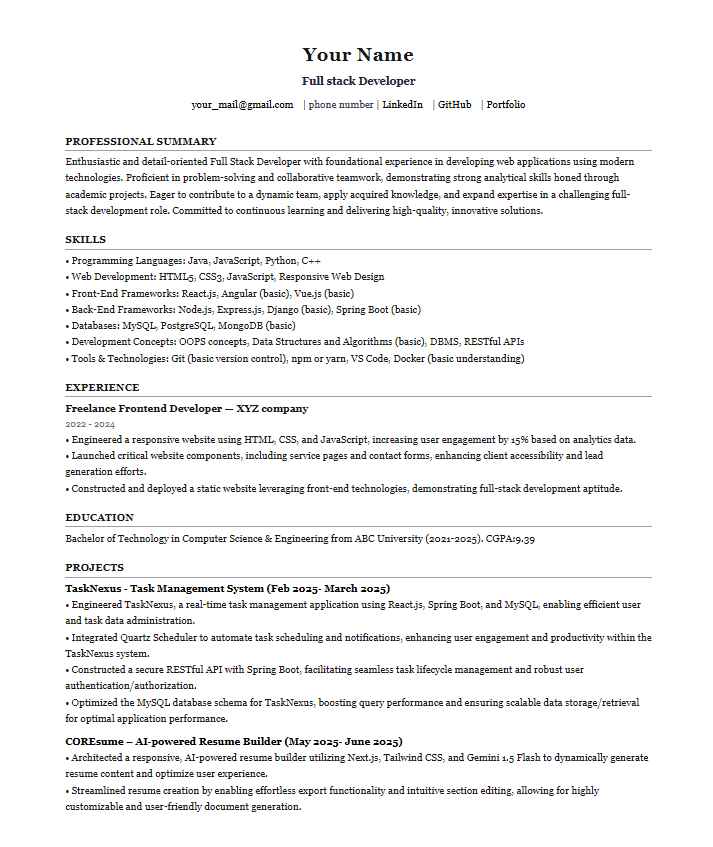 Your Name
Full stack Developer
your_mail@gmail.com | phone number | LinkedIn | GitHub | Portfolio
PROFESSIONAL SUMMARY
Enthusiastic and detail-oriented Full Stack Developer with foundational experience in developing web applications using modern
technologies. Proficient in problem-solving and collaborative teamwork, demonstrating strong analytical skills honed through
academic projects. Eager to contribute to a dynamic team, apply acquired knowledge, and expand expertise in a challenging full-
stack development role. Committed to continuous learning and delivering high-quality, innovative solutions.
SKILLS
• Programming Languages: Java, JavaScript, Python, C++
• Web Development: HTML5, CSS3, JavaScript, Responsive Web Design
• Front-End Frameworks: React.js, Angular (basic), Vue.js (basic)
• Back-End Frameworks: Node.js, Express.js, Django (basic), Spring Boot (basic)
• Databases: MySQL, PostgreSQL, MongoDB (basic)
• Development Concepts: OOPS concepts, Data Structures and Algorithms (basic), DBMS, RESTful APIs
• Tools & Technologies: Git (basic version control), npm or yarn, VS Code, Docker (basic understanding)
EXPERIENCE
Freelance Frontend Developer — XYZ company
2022 - 2024
• Engineered a responsive website using HTML, CSS, and JavaScript, increasing user engagement by 15% based on analytics data.
• Launched critical website components, including service pages and contact forms, enhancing client accessibility and lead
generation efforts.
• Constructed and deployed a static website leveraging front-end technologies, demonstrating full-stack development aptitude.
EDUCATION
Bachelor of Technology in Computer Science & Engineering from ABC University (2021-2025). CGPA:9.39
PROJECTS
TaskNexus - Task Management System (Feb 2025- March 2025)
• Engineered TaskNexus, a real-time task management application using React.js, Spring Boot, and MySQL, enabling efficient user
and task data administration.
• Integrated Quartz Scheduler to automate task scheduling and notifications, enhancing user engagement and productivity within the
TaskNexus system.
• Constructed a secure RESTful API with Spring Boot, facilitating seamless task lifecycle management and robust user
authentication/authorization.
• Optimized the MySQL database schema for TaskNexus, boosting query performance and ensuring scalable data storage/retrieval
for optimal application performance.
COREsume – AI-powered Resume Builder (May 2025- June 2025)
• Architected a responsive, AI-powered resume builder utilizing Next.js, Tailwind CSS, and Gemini 1.5 Flash to dynamically generate
resume content and optimize user experience.
• Streamlined resume creation by enabling effortless export functionality and intuitive section editing, allowing for highly
customizable and user-friendly document generation.